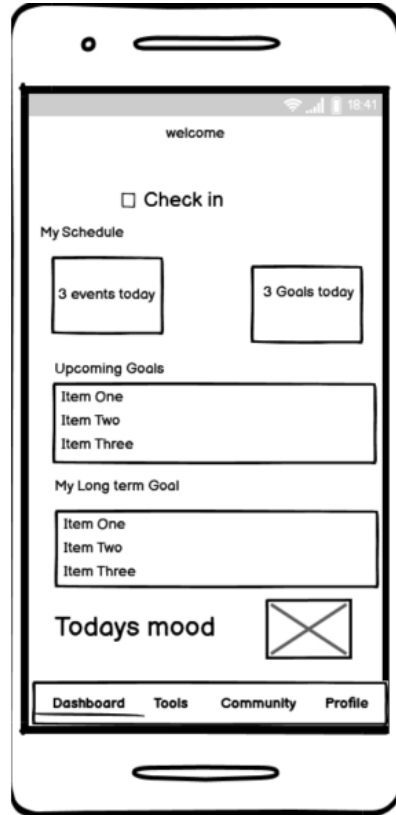 18:41
welcome
Check in
My Schedule
3 events today
3 Goals today
Upcoming Goals
Item One
Item Two
Item Three
My Long term Goal
Item One
Item Two
Item Three
Todays mood
Dashboard Tools Community Profile